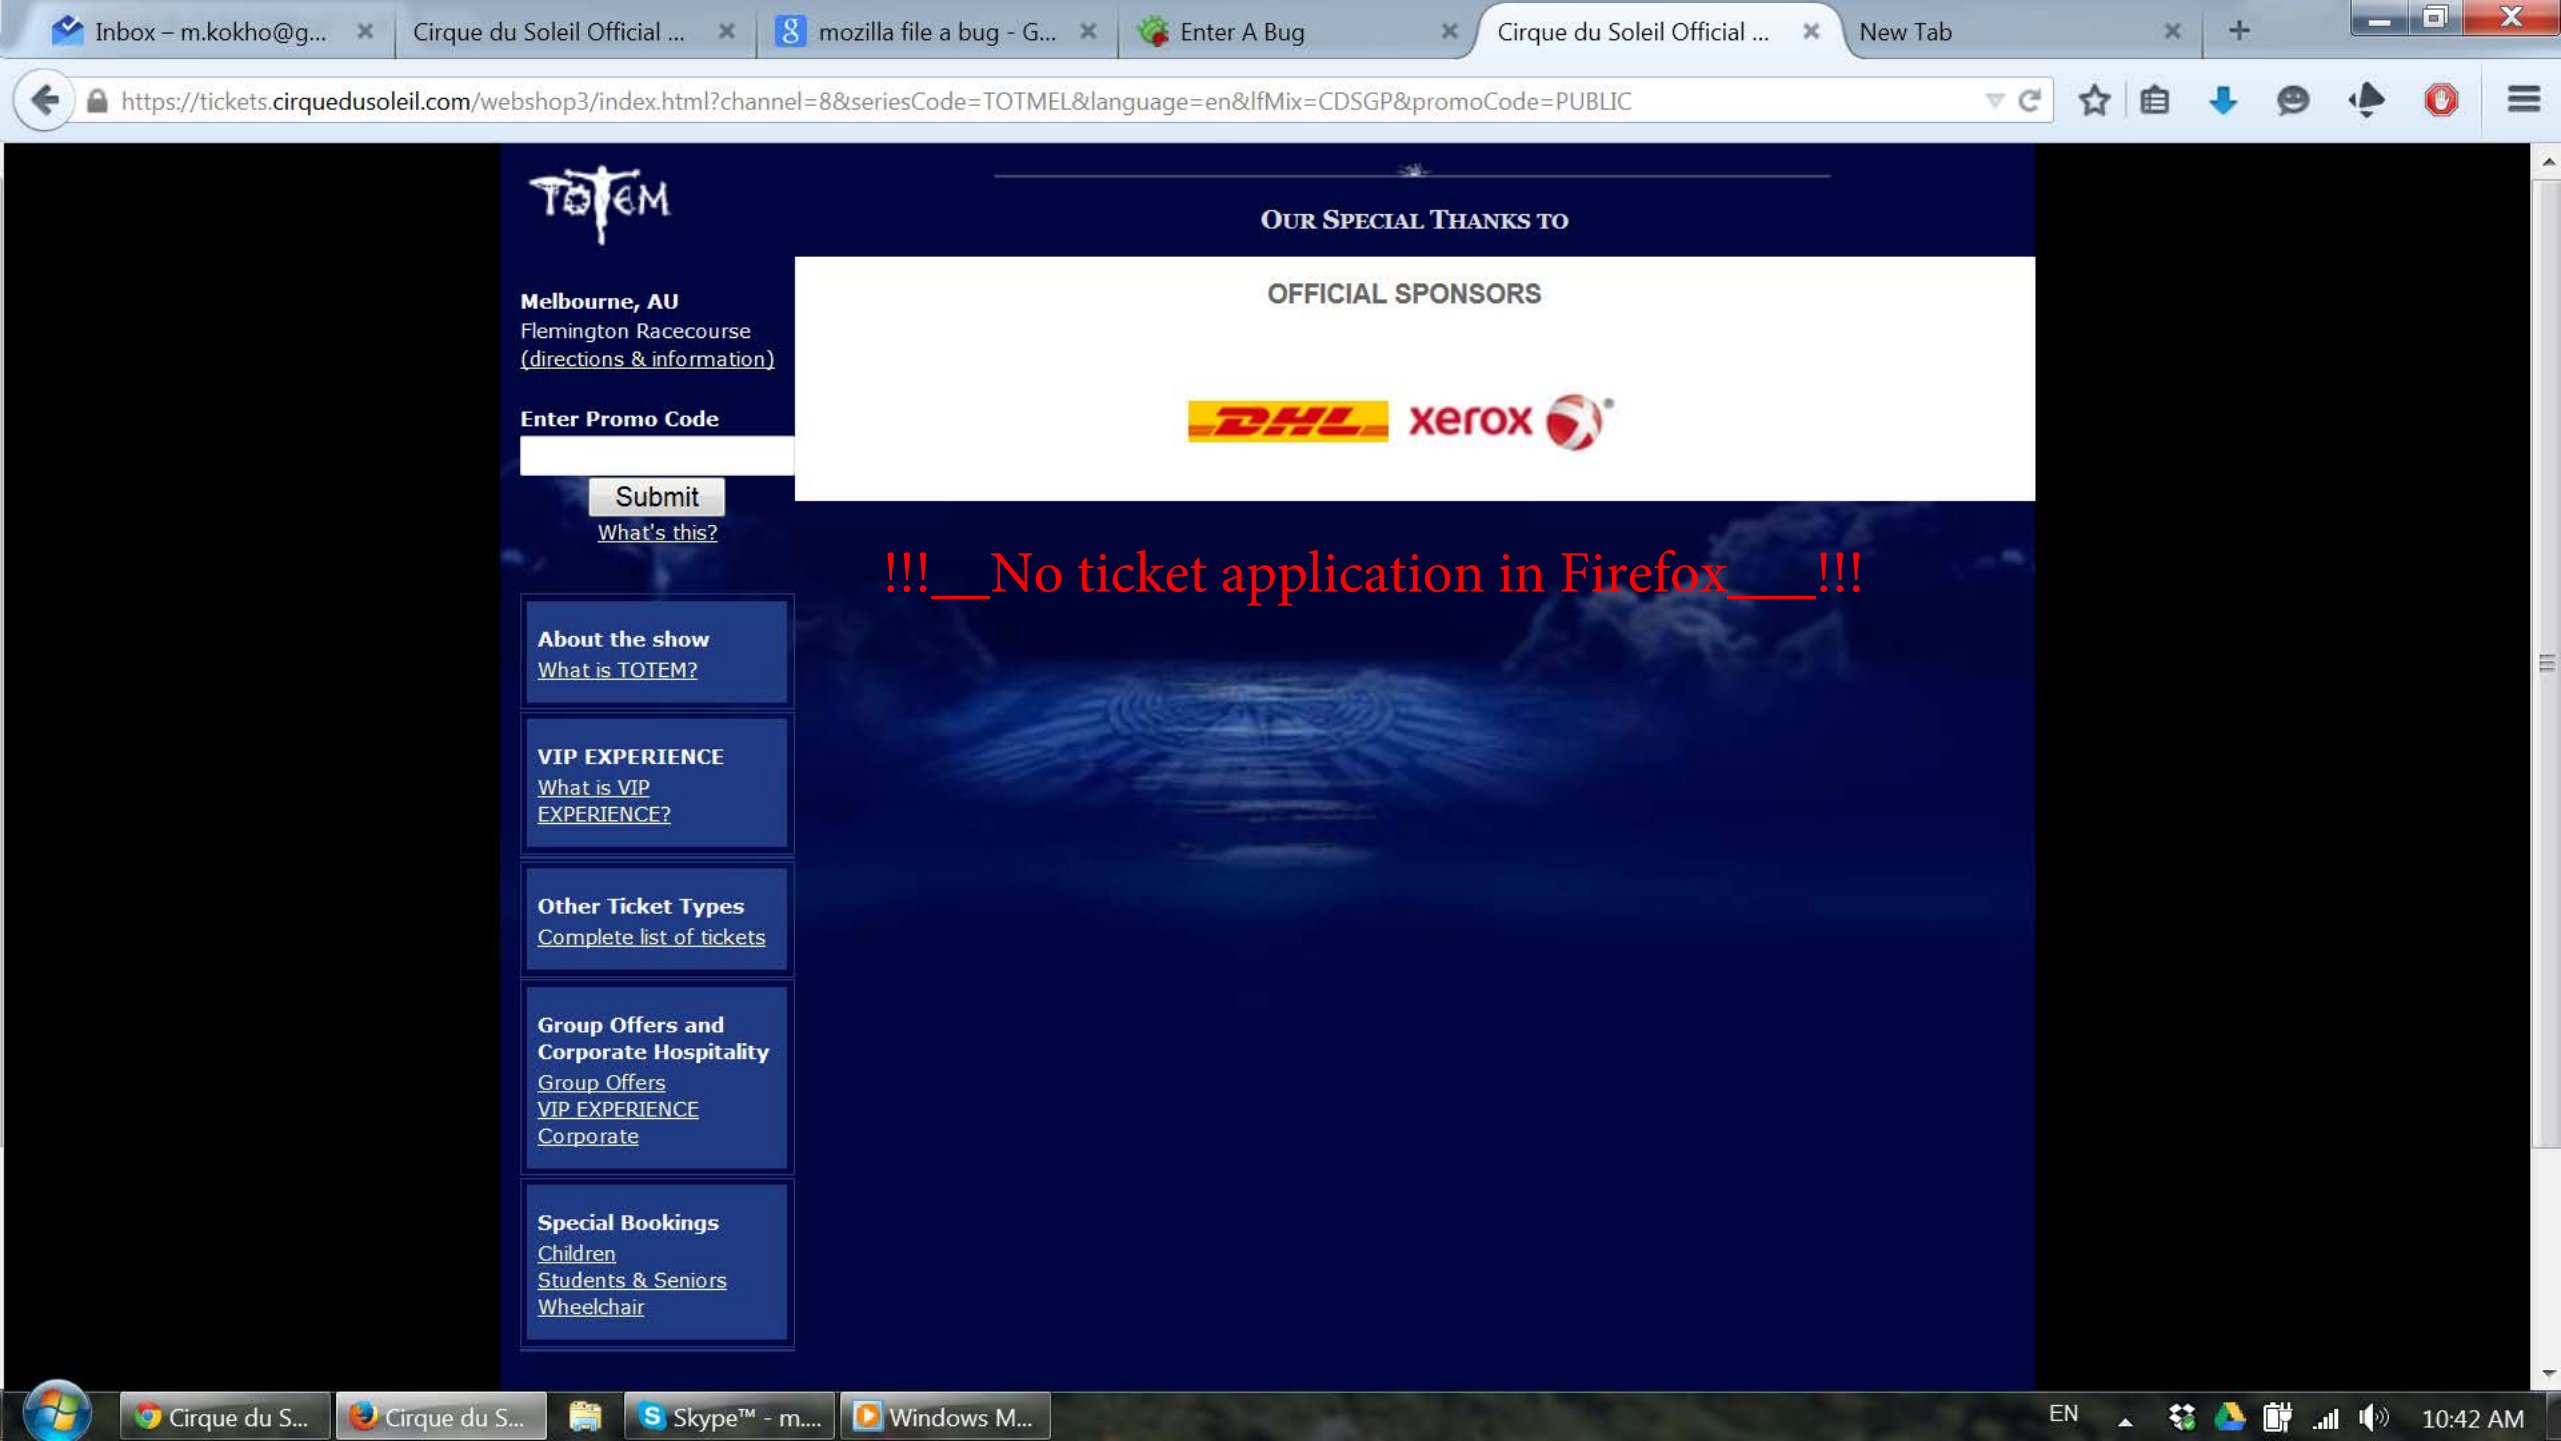 Inbox – m.kokho@g...
Cirque du Soleil Official ...
mozilla file a bug - G...
Enter A Bug
Cirque du Soleil Official ...
New Tab
https://tickets.cirquedusoleil.com/webshop3/index.html?channel=8&seriesCode=TOTMEL&language=en&lfMix=CDSGP&promoCode=PUBLIC
TOTEM
OUR SPECIAL THANKS TO
Melbourne, AU
Flemington Racecourse
(directions & information)
Enter Promo Code
Submit
What's this?
OFFICIAL SPONSORS
DHL xerox
!!!__No ticket application in Firefox___!!!
About the show
What is TOTEM?
VIP EXPERIENCE
What is VIP
EXPERIENCE?
Other Ticket Types
Complete list of tickets
Group Offers and
Corporate Hospitality
Group Offers
VIP EXPERIENCE
Corporate
Special Bookings
Children
Students & Seniors
Wheelchair
Cirque du S...
Cirque du S...
Skype™ - m....
Windows M...
EN
10:42 AM